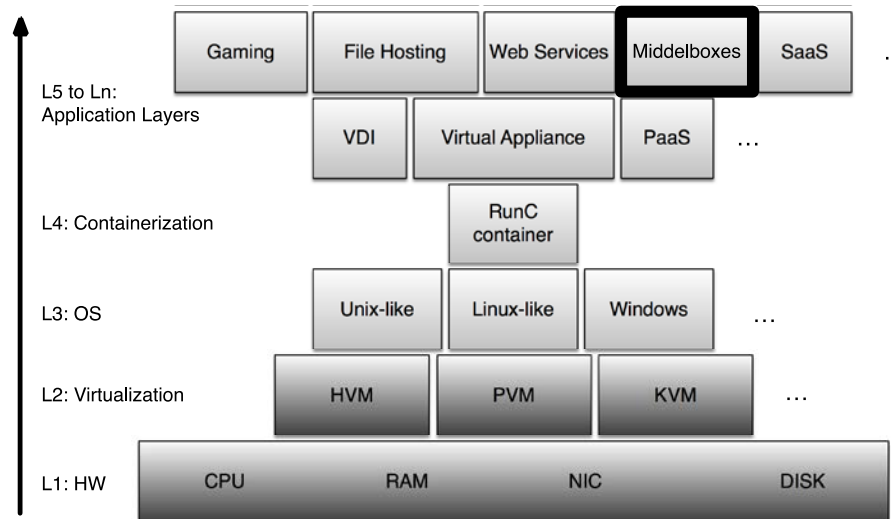 Gaming File Hosting Web Services Middelboxes SaaS .
L5 to Ln:
Application Layers
VDI Virtual Appliance PaaS ...
L4: Containerization
RunC
container
L3: OS Unix-like Linux-like Windows ...
L2: Virtualization HVM PVM KVM ...
L1: HW CPU RAM NIC DISK